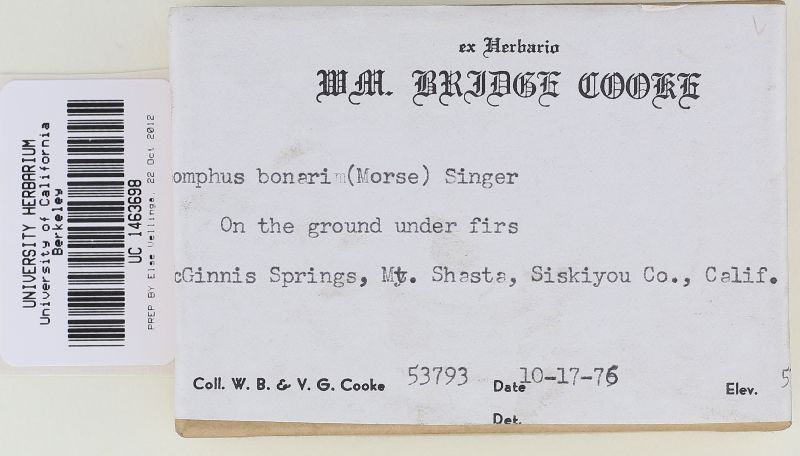 ex Herbario
WM. BRIDGE COOKE
omphus bonarim (Morse) Singer
On the ground under firs
cGinnis Springs, Mt. Shasta, Siskiyou Co., Calif.
Coll. W. B. & V. G. Cooke 53793 Date 10-17-76 Elev. 5
Det.
UNIVERSITY HERBARIUM
University of California
Berkeley
UC 1463698
PREP BY Else Vellinga, 22 Oct 2012